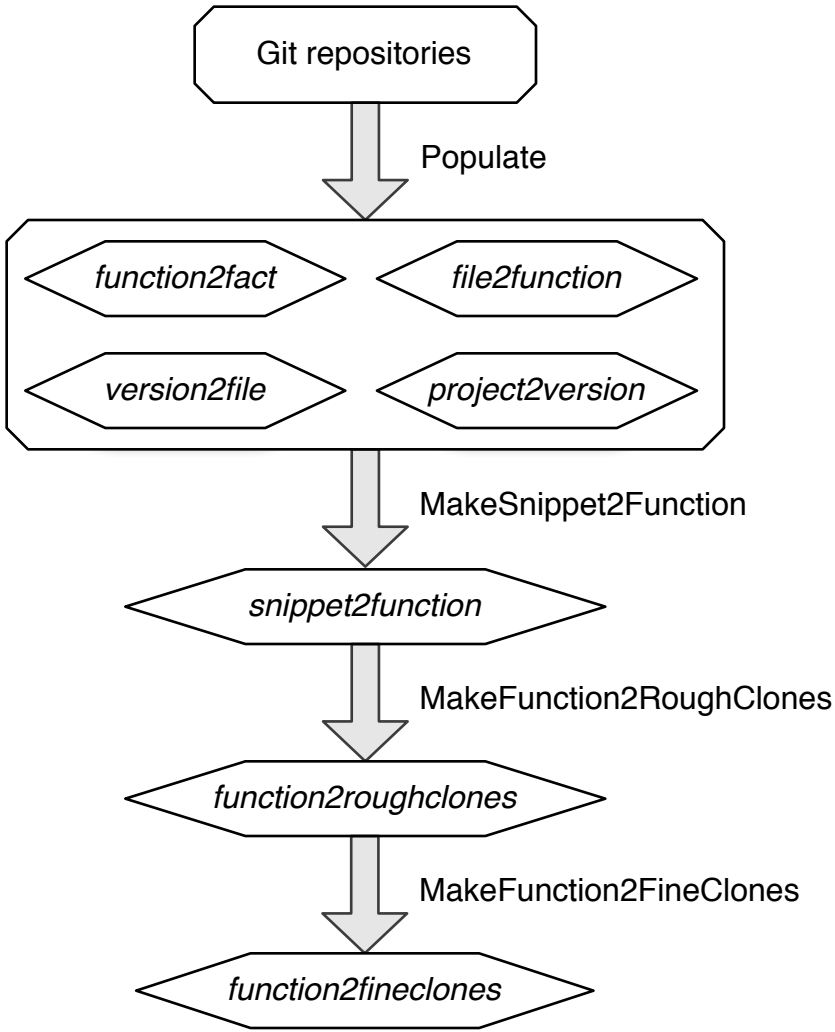 Git repositories
Populate
function2fact
file2function
version2file
project2version
MakeSnippet2Function
snippet2function
MakeFunction2RoughClones
function2roughclones
MakeFunction2FineClones
function2fineclones